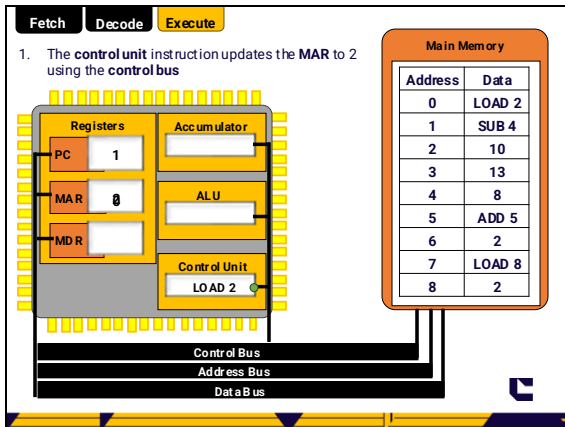 Fetch Decode Execute
1. The control unit instruction updates the MAR to 2
using the control bus
Main Memory
Address Data
0 LOAD 2
1 SUB 4
2 10
3 13
4 8
5 ADD 5
6 2
7 LOAD 8
8 2
Registers
PC 1
MAR
MDR
Accumulator
ALU
Control Unit
LOAD 2
Control Bus
Address Bus
Data Bus